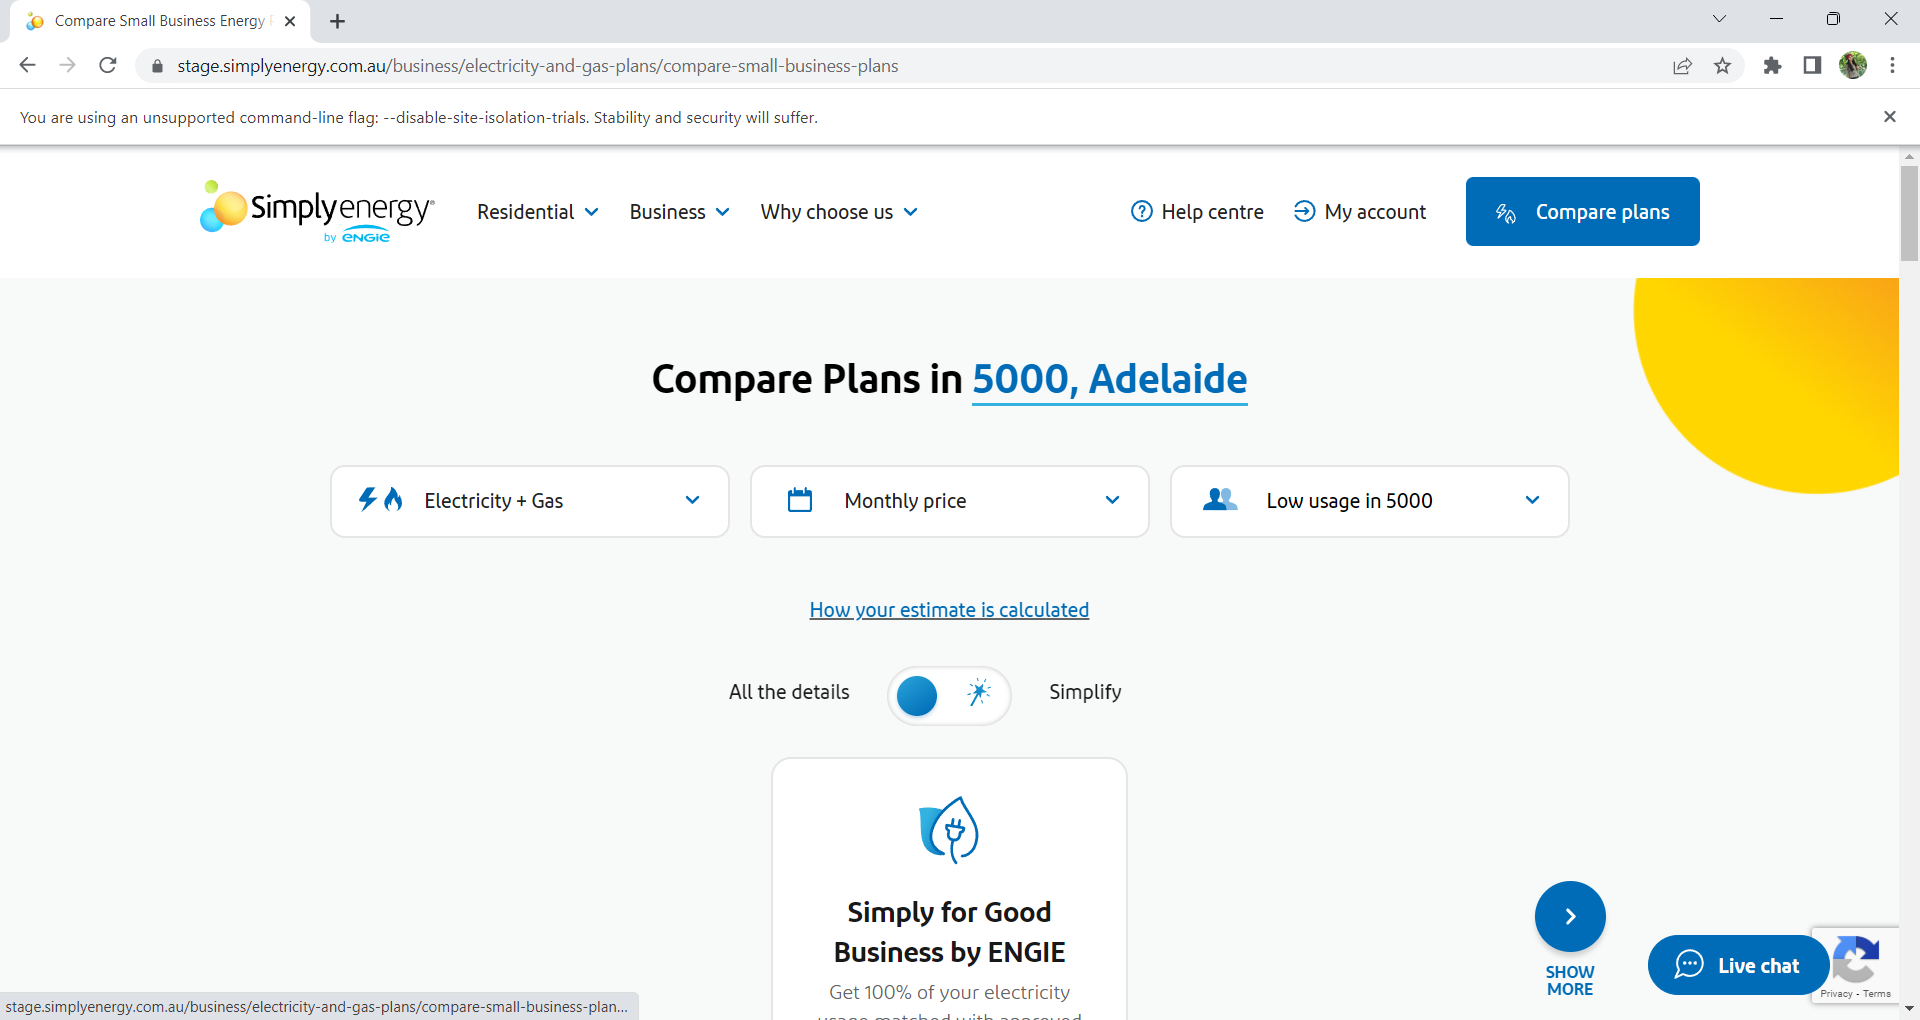 Compare Small Business Energy
stage.simplyenergy.com.au/business/electricity-and-gas-plans/compare-small-business-plans
You are using an unsupported command-line flag: --disable-site-isolation-trials. Stability and security will suffer.
Simplyenergy®
by ENGIE
Residential
Business
Why choose us
Help centre
My account
Compare plans
Compare Plans in 5000, Adelaide
Electricity + Gas
Monthly price
Low usage in 5000
How your estimate is calculated
All the details
Simplify
Simply for Good
Business by ENGIE
Get 100% of your electricity
usage matched with approved
SHOW
MORE
Live chat
Privacy - Terms
stage.simplyenergy.com.au/business/electricity-and-gas-plans/compare-small-business-plan...